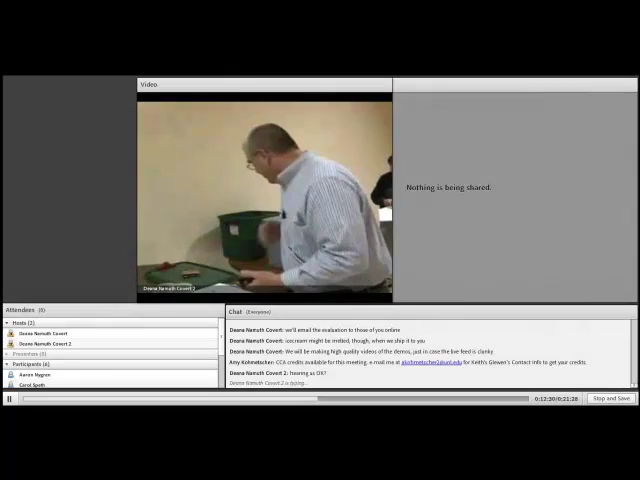 Video
Nothing is being shared.
Deana Namuth Covert 2
Attendees (8)
Hosts (2)
Deana Namuth Covert
Deana Namuth Covert 2
Presenters (0)
Participants (6)
Aaron Nygren
Carol Speth
Chat (Everyone)
Deana Namuth Covert: we'll email the evaluation to those of you online
Deana Namuth Covert: icecream might be melted, though, when we ship it to you
Deana Namuth Covert: We will be making high quality videos of the demos, just in case the live feed is clunky
Amy Kohmetscher: CCA credits available for this meeting. e-mail me at akohmetscher2@unl.edu for Keith's Glewen's Contact info to get your credits.
Deana Namuth Covert 2: hearing us OK?
Deana Namuth Covert 2 is typing...
0:12:30/0:21:28
Stop and Save